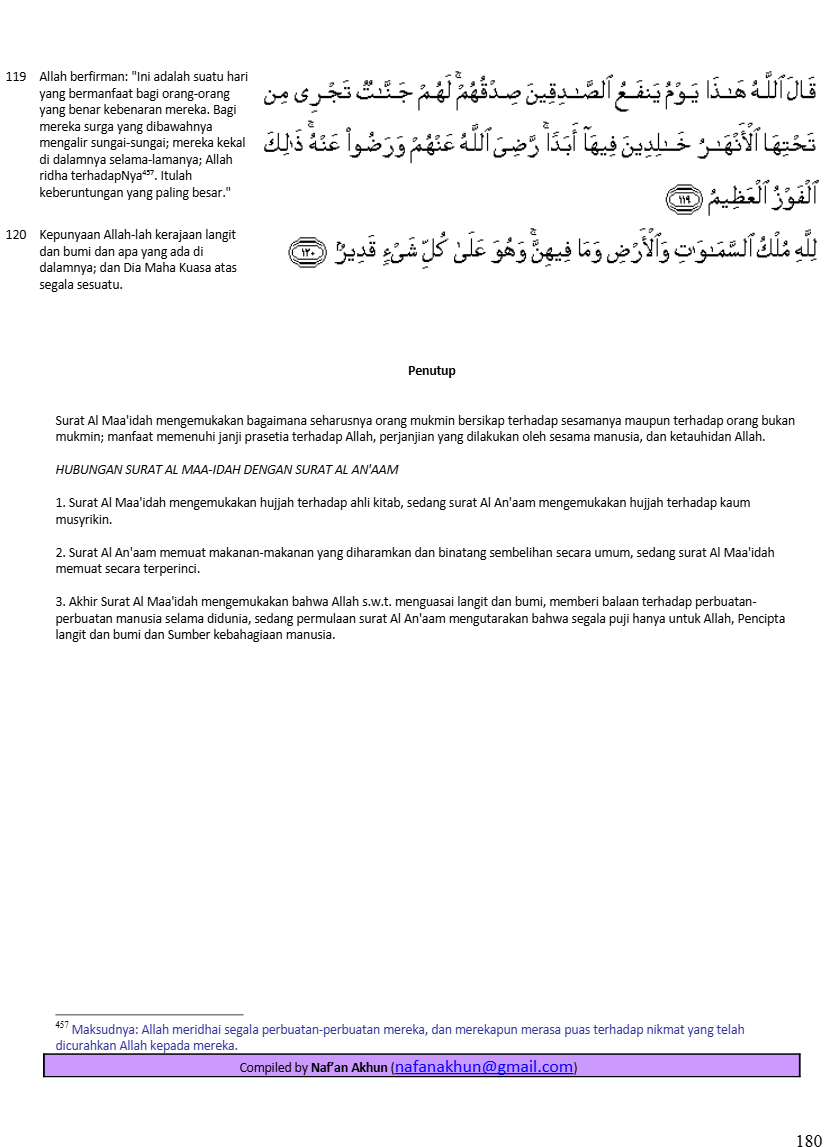 119 Allah berfirman: "Ini adalah suatu hari
yang bermanfaat bagi orang-orang
yang benar kebenaran mereka. Bagi
mereka surga yang dibawahnya
mengalir sungai-sungai; mereka kekal
di dalamnya selama-lamanya; Allah
ridha terhadapNya457. Itulah
keberuntungan yang paling besar."
قَالَ ٱللَّهُ هَـٰذَا يَوۡمُ يَنفَعُ ٱلصَّـٰدِقِينَ صِدۡقُهُمۡ‌ۚ لَهُمۡ جَنَّـٰتٌ تَجۡرِى مِن
تَحۡتِهَا ٱلۡأَنۡهَـٰرُ خَـٰلِدِينَ فِيهَآ أَبَدًا‌ۚ رَّضِىَ ٱللَّهُ عَنۡهُمۡ وَرَضُواْ عَنۡهُ‌ۚ ذَٰلِكَ
ٱلۡفَوۡزُ ٱلۡعَظِيمُ ١١٩
120 Kepunyaan Allah-lah kerajaan langit
dan bumi dan apa yang ada di
dalamnya; dan Dia Maha Kuasa atas
segala sesuatu.
لِلَّهِ مُلۡكُ ٱلسَّمَـٰوَٰتِ وَٱلۡأَرۡضِ وَمَا فِيهِنَّ‌ۚ وَهُوَ عَلَىٰ كُلِّ شَىۡءٍ قَدِيرٌۢ ١٢٠
Penutup
Surat Al Maa'idah mengemukakan bagaimana seharusnya orang mukmin bersikap terhadap sesamanya maupun terhadap orang bukan
mukmin; manfaat memenuhi janji prasetia terhadap Allah, perjanjian yang dilakukan oleh sesama manusia, dan ketauhidan Allah.
HUBUNGAN SURAT AL MAA-IDAH DENGAN SURAT AL AN'AAM
1. Surat Al Maa'idah mengemukakan hujjah terhadap ahli kitab, sedang surat Al An'aam mengemukakan hujjah terhadap kaum
musyrikin.
2. Surat Al An'aam memuat makanan-makanan yang diharamkan dan binatang sembelihan secara umum, sedang surat Al Maa'idah
memuat secara terperinci.
3. Akhir Surat Al Maa'idah mengemukakan bahwa Allah s.w.t. menguasai langit dan bumi, memberi balaan terhadap perbuatan-
perbuatan manusia selama didunia, sedang permulaan surat Al An'aam mengutarakan bahwa segala puji hanya untuk Allah, Pencipta
langit dan bumi dan Sumber kebahagiaan manusia.
457 Maksudnya: Allah meridhai segala perbuatan-perbuatan mereka, dan merekapun merasa puas terhadap nikmat yang telah
dicurahkan Allah kepada mereka.
Compiled by Naf’an Akhun (nafanakhun@gmail.com)
180